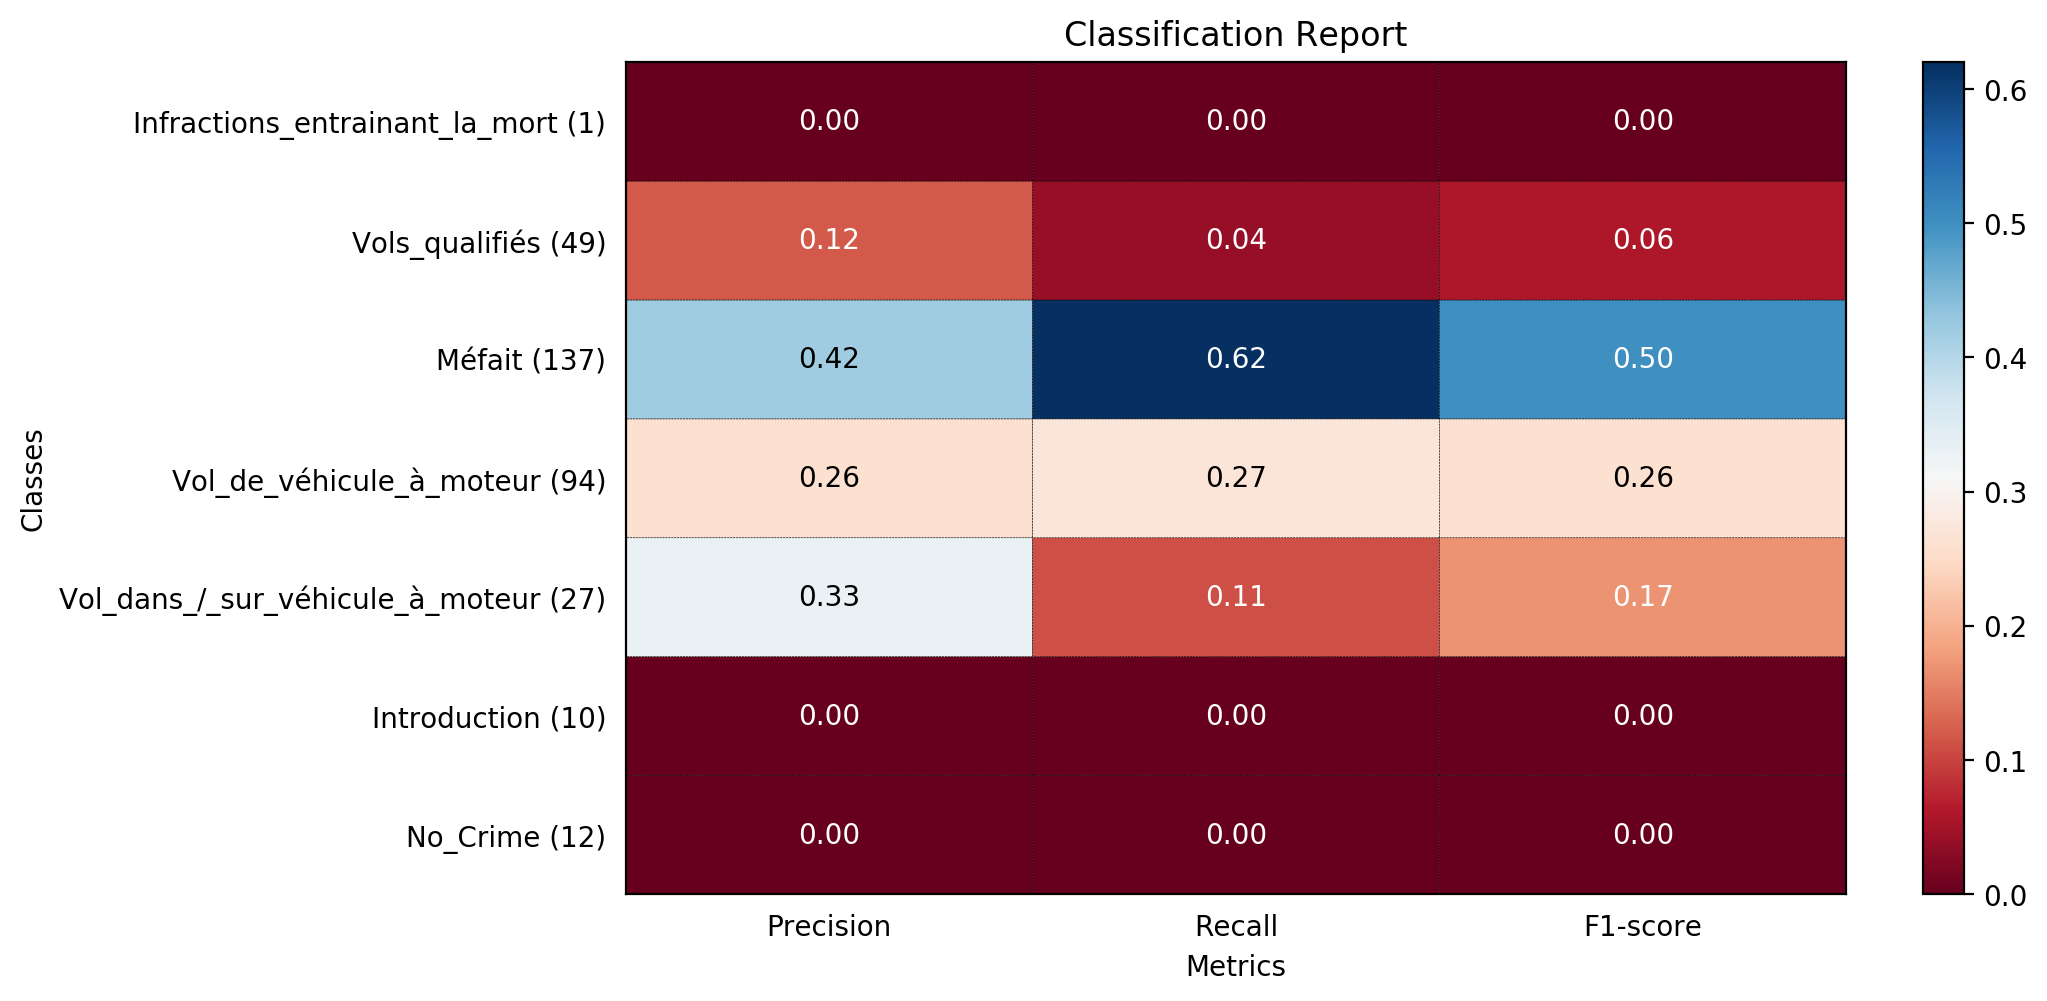 Classification Report
Infractions_entrainant_la_mort (1) 0.00 0.00 0.00
Vols_qualifiés (49) 0.12 0.04 0.06
Méfait (137) 0.42 0.62 0.50
Vol_de_véhicule_à_moteur (94) 0.26 0.27 0.26
Vol_dans_/_sur_véhicule_à_moteur (27) 0.33 0.11 0.17
Introduction (10) 0.00 0.00 0.00
No_Crime (12) 0.00 0.00 0.00
Precision Recall F1-score
Metrics
Classes
0.6
0.5
0.4
0.3
0.2
0.1
0.0